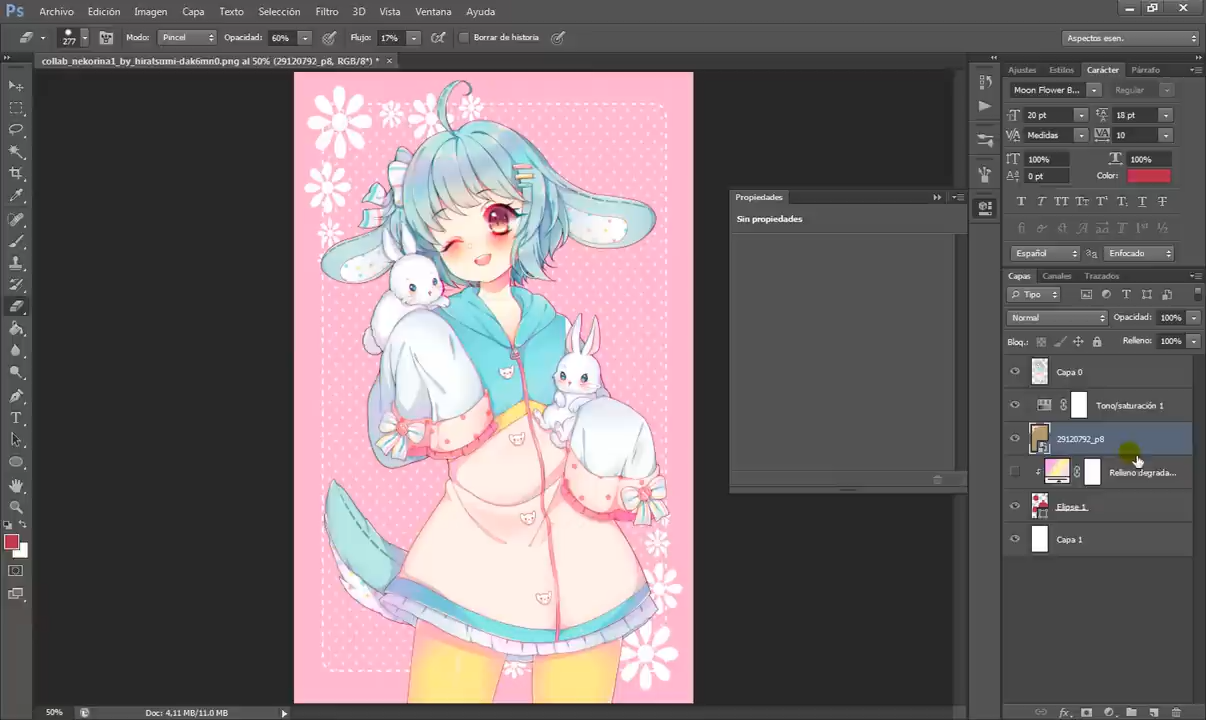 Ps Archivo Edición Imagen Capa Texto Selección Filtro 3D Vista Ventana Ayuda
277 Modo: Pincel Opacidad: 60% Flujo: 17% Borrar de historia Aspectos esen.
collab_nekorina1_by_hiratsumi-dak6mn0.png al 50% (29120792_p8, RGB/8*) *
Ajustes Estilos Carácter Párrafo
Moon Flower B... Regular
20 pt 18 pt
Medidas 10
100% 100%
0 pt Color:
Español Enfocado
Propiedades
Sin propiedades
Capas Canales Trazados
Tipo
Normal Opacidad: 100%
Bloq.: Relleno: 100%
Capa 0
Tono/saturación 1
29120792_p8
Relleno degrada...
Elipse 1
Capa 1
50% Doc: 4,11 MB/11,0 MB